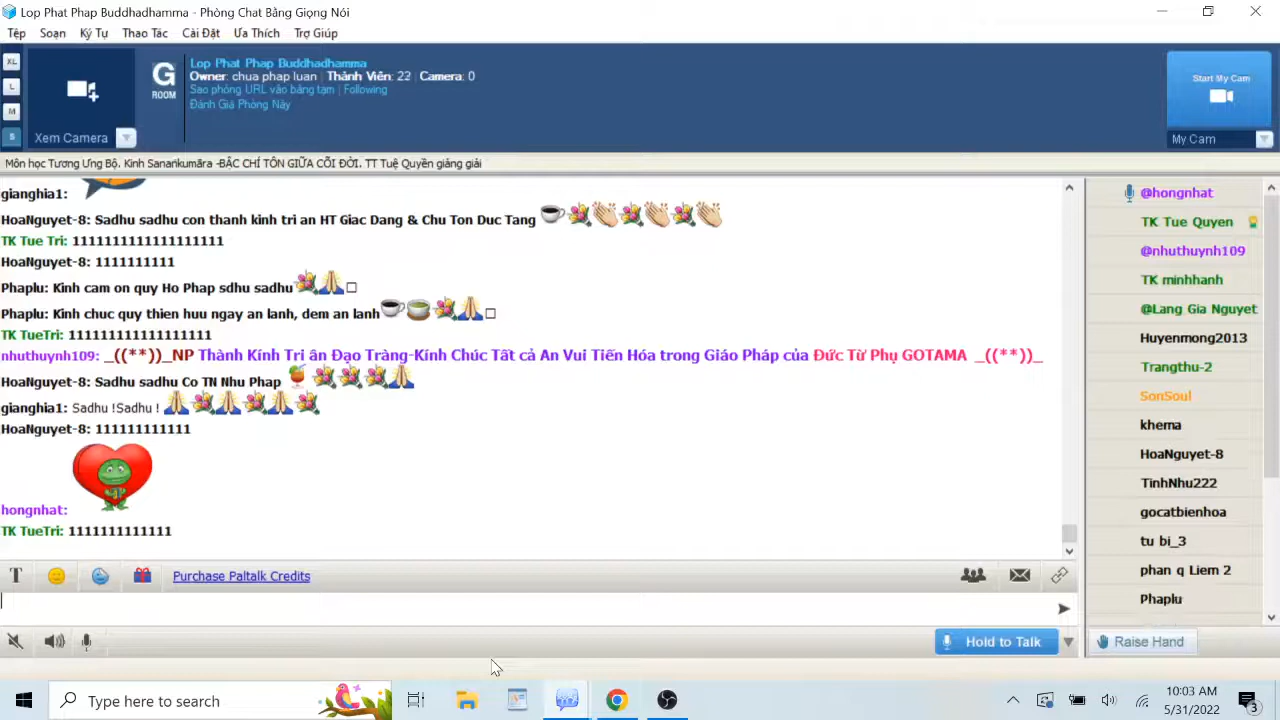 Lop Phat Phap Buddhadhamma - Phòng Chat Bằng Giọng Nói
Tệp Soạn Ký Tự Thao Tác Cài Đặt Ưa Thích Trợ Giúp
XL
L
M
S
Xem Camera
G
ROOM
Lop Phat Phap Buddhadhamma
Owner: chua phap luan | Thành Viên: 22 | Camera: 0
Sao phỏng URL vào bảng tạm | Following
Đánh Giá Phòng Này
Start My Cam
My Cam
Môn học Tương Ưng Bộ. Kinh Sanankumāra -BẬC CHÍ TÔN GIỮA CÕI ĐỜI. TT Tuệ Quyền giảng giải
gianghia1:
HoaNguyet-8: Sadhu sadhu con thanh kinh tri an HT Giac Dang & Chu Ton Duc Tang
TK Tue Tri: 1111111111111111111
HoaNguyet-8: 1111111111
Phaplu: Kinh cam on quy Ho Phap sdhu sadhu
Phaplu: Kinh chuc quy thien huu ngay an lanh, dem an lanh
TK TueTri: 111111111111111111
nhuthuynh109: _((**))_NP Thành Kính Tri ân Đạo Tràng-Kính Chúc Tất cả An Vui Tiến Hóa trong Giáo Pháp của Đức Từ Phụ GOTAMA _((**))_
HoaNguyet-8: Sadhu sadhu Co TN Nhu Phap
gianghia1: Sadhu !Sadhu !
HoaNguyet-8: 111111111111
hongnhat:
TK TueTri: 1111111111111
@hongnhat
TK Tue Quyen
@nhuthuynh109
TK minhhanh
@Lang Gia Nguyet
Huyenmong2013
Trangthu-2
SonSoul
khema
HoaNguyet-8
TinhNhu222
gocatbienhoa
tu bi_3
phan q Liem 2
Phaplu
T
Purchase Paltalk Credits
Hold to Talk
Raise Hand
Type here to search
10:03 AM
5/31/2022
3